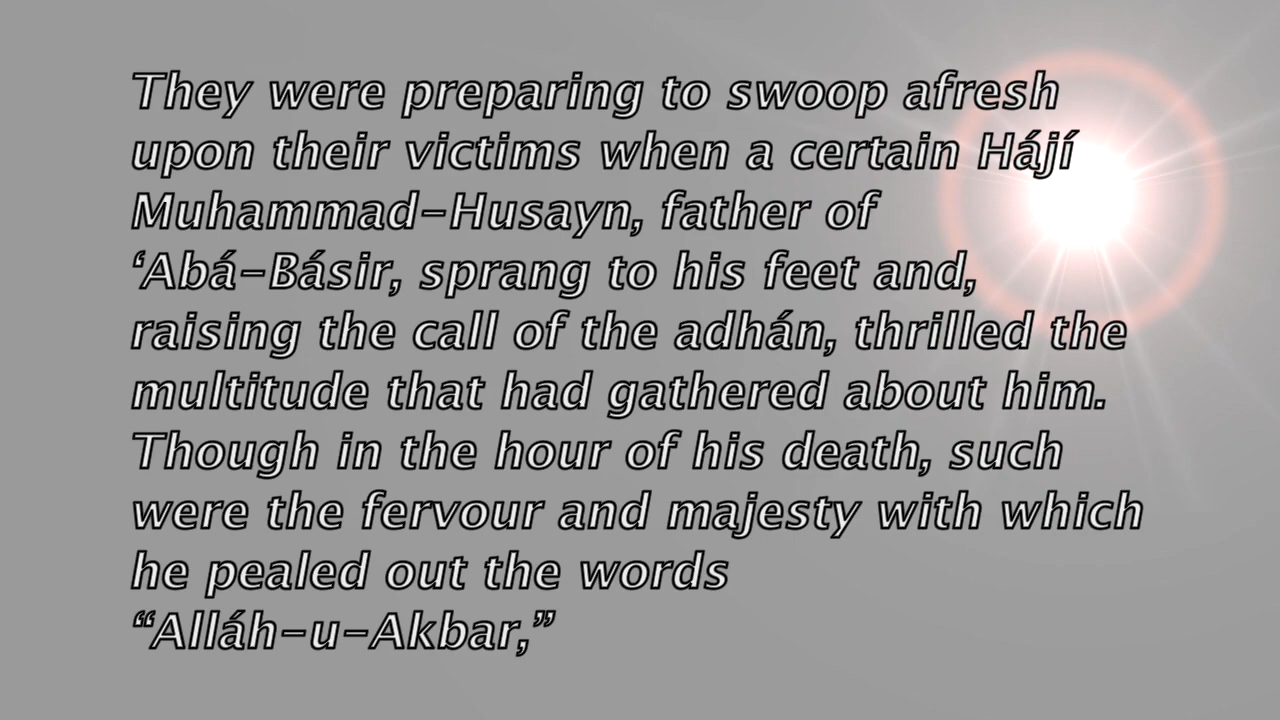 They were preparing to swoop afresh
upon their victims when a certain Hájí
Muhammad-Husayn, father of
‘Abá-Básir, sprang to his feet and,
raising the call of the adhán, thrilled the
multitude that had gathered about him.
Though in the hour of his death, such
were the fervour and majesty with which
he pealed out the words
“Alláh-u-Akbar,”